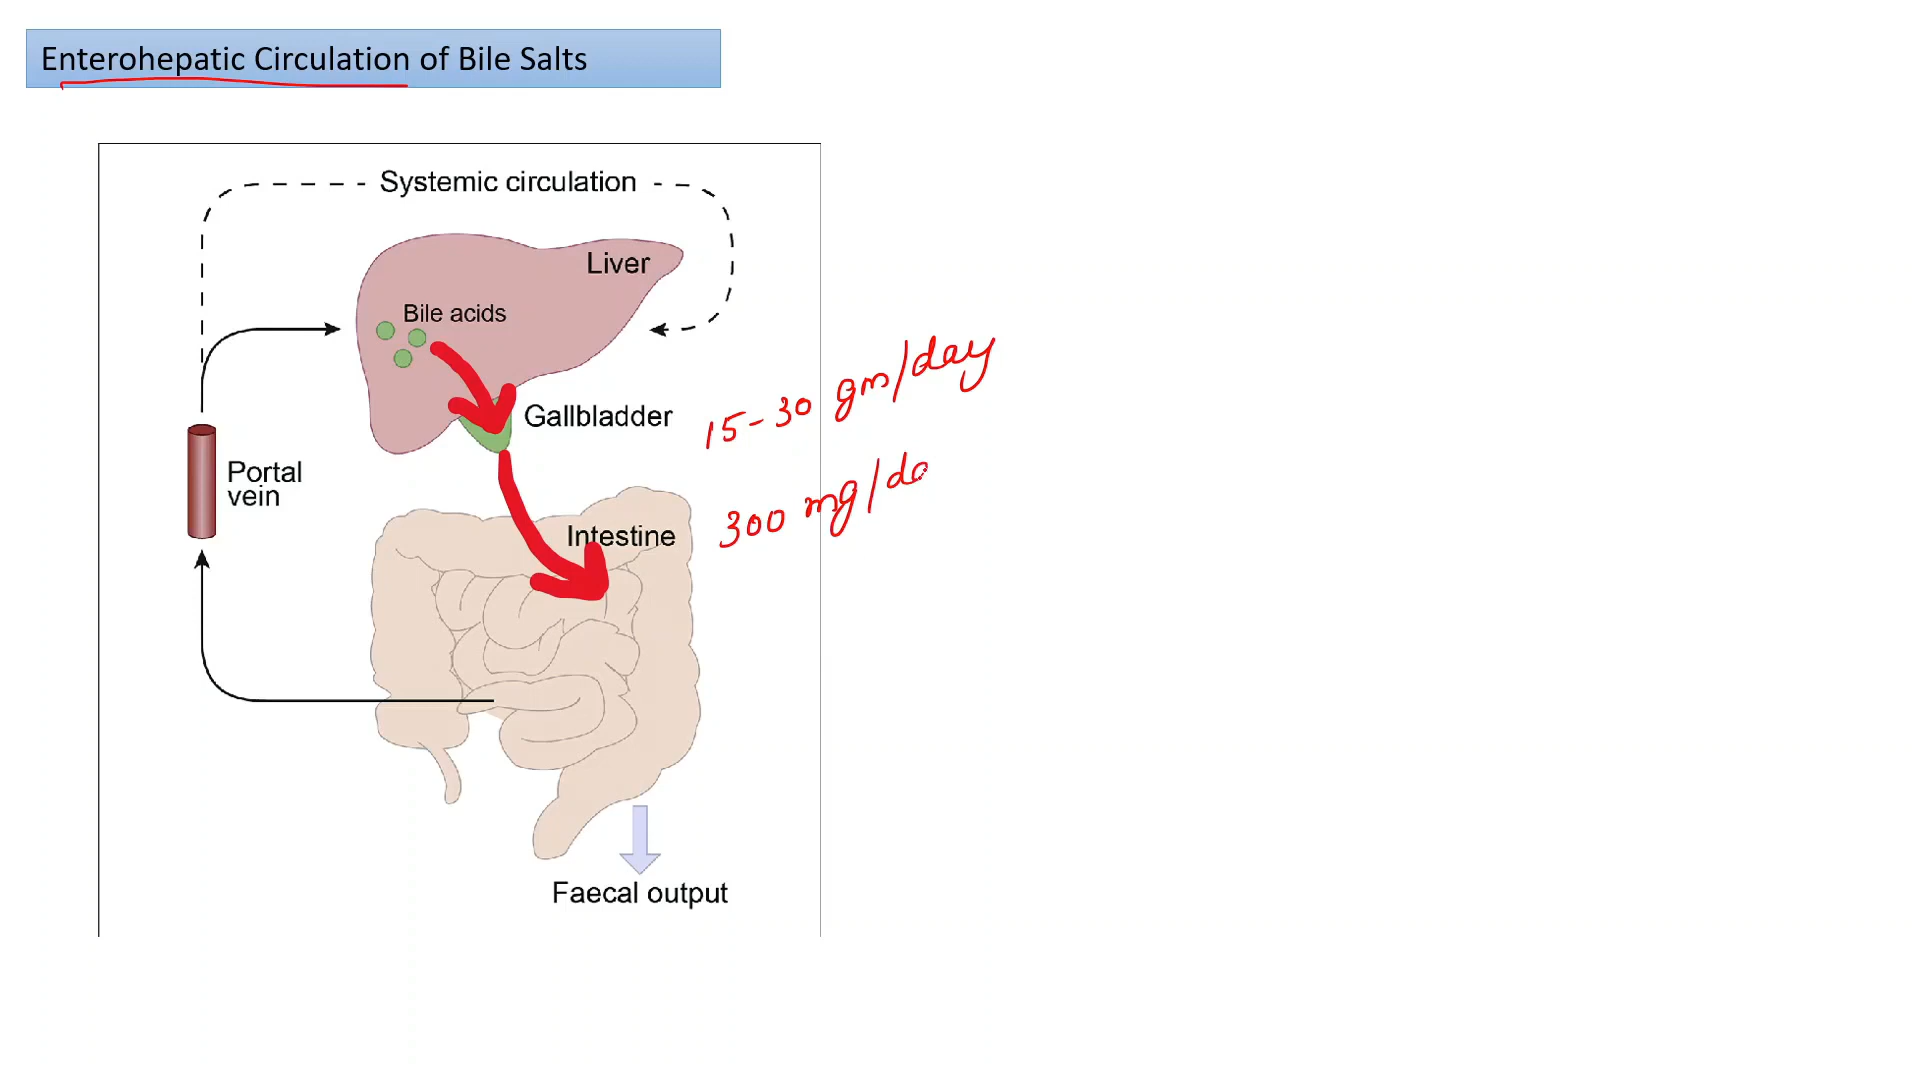 Enterohepatic Circulation of Bile Salts
Systemic circulation
Liver
Bile acids
Gallbladder
15-30 gm/day
Portal
vein
300 mg/da
Intestine
Faecal output